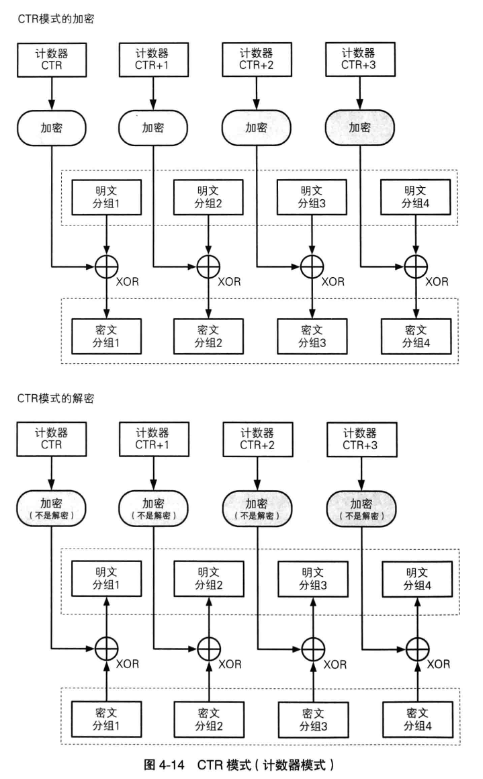 CTR模式的加密
计数器
CTR
计数器
CTR+1
计数器
CTR+2
计数器
CTR+3
加密
加密
加密
加密
明文
分组1
明文
分组2
明文
分组3
明文
分组4
XOR
XOR
XOR
XOR
密文
分组1
密文
分组2
密文
分组3
密文
分组4
CTR模式的解密
计数器
CTR
计数器
CTR+1
计数器
CTR+2
计数器
CTR+3
加密
(不是解密)
加密
(不是解密)
加密
(不是解密)
加密
(不是解密)
明文
分组1
明文
分组2
明文
分组3
明文
分组4
XOR
XOR
XOR
XOR
密文
分组1
密文
分组2
密文
分组3
密文
分组4
图 4-14 CTR 模式(计数器模式)